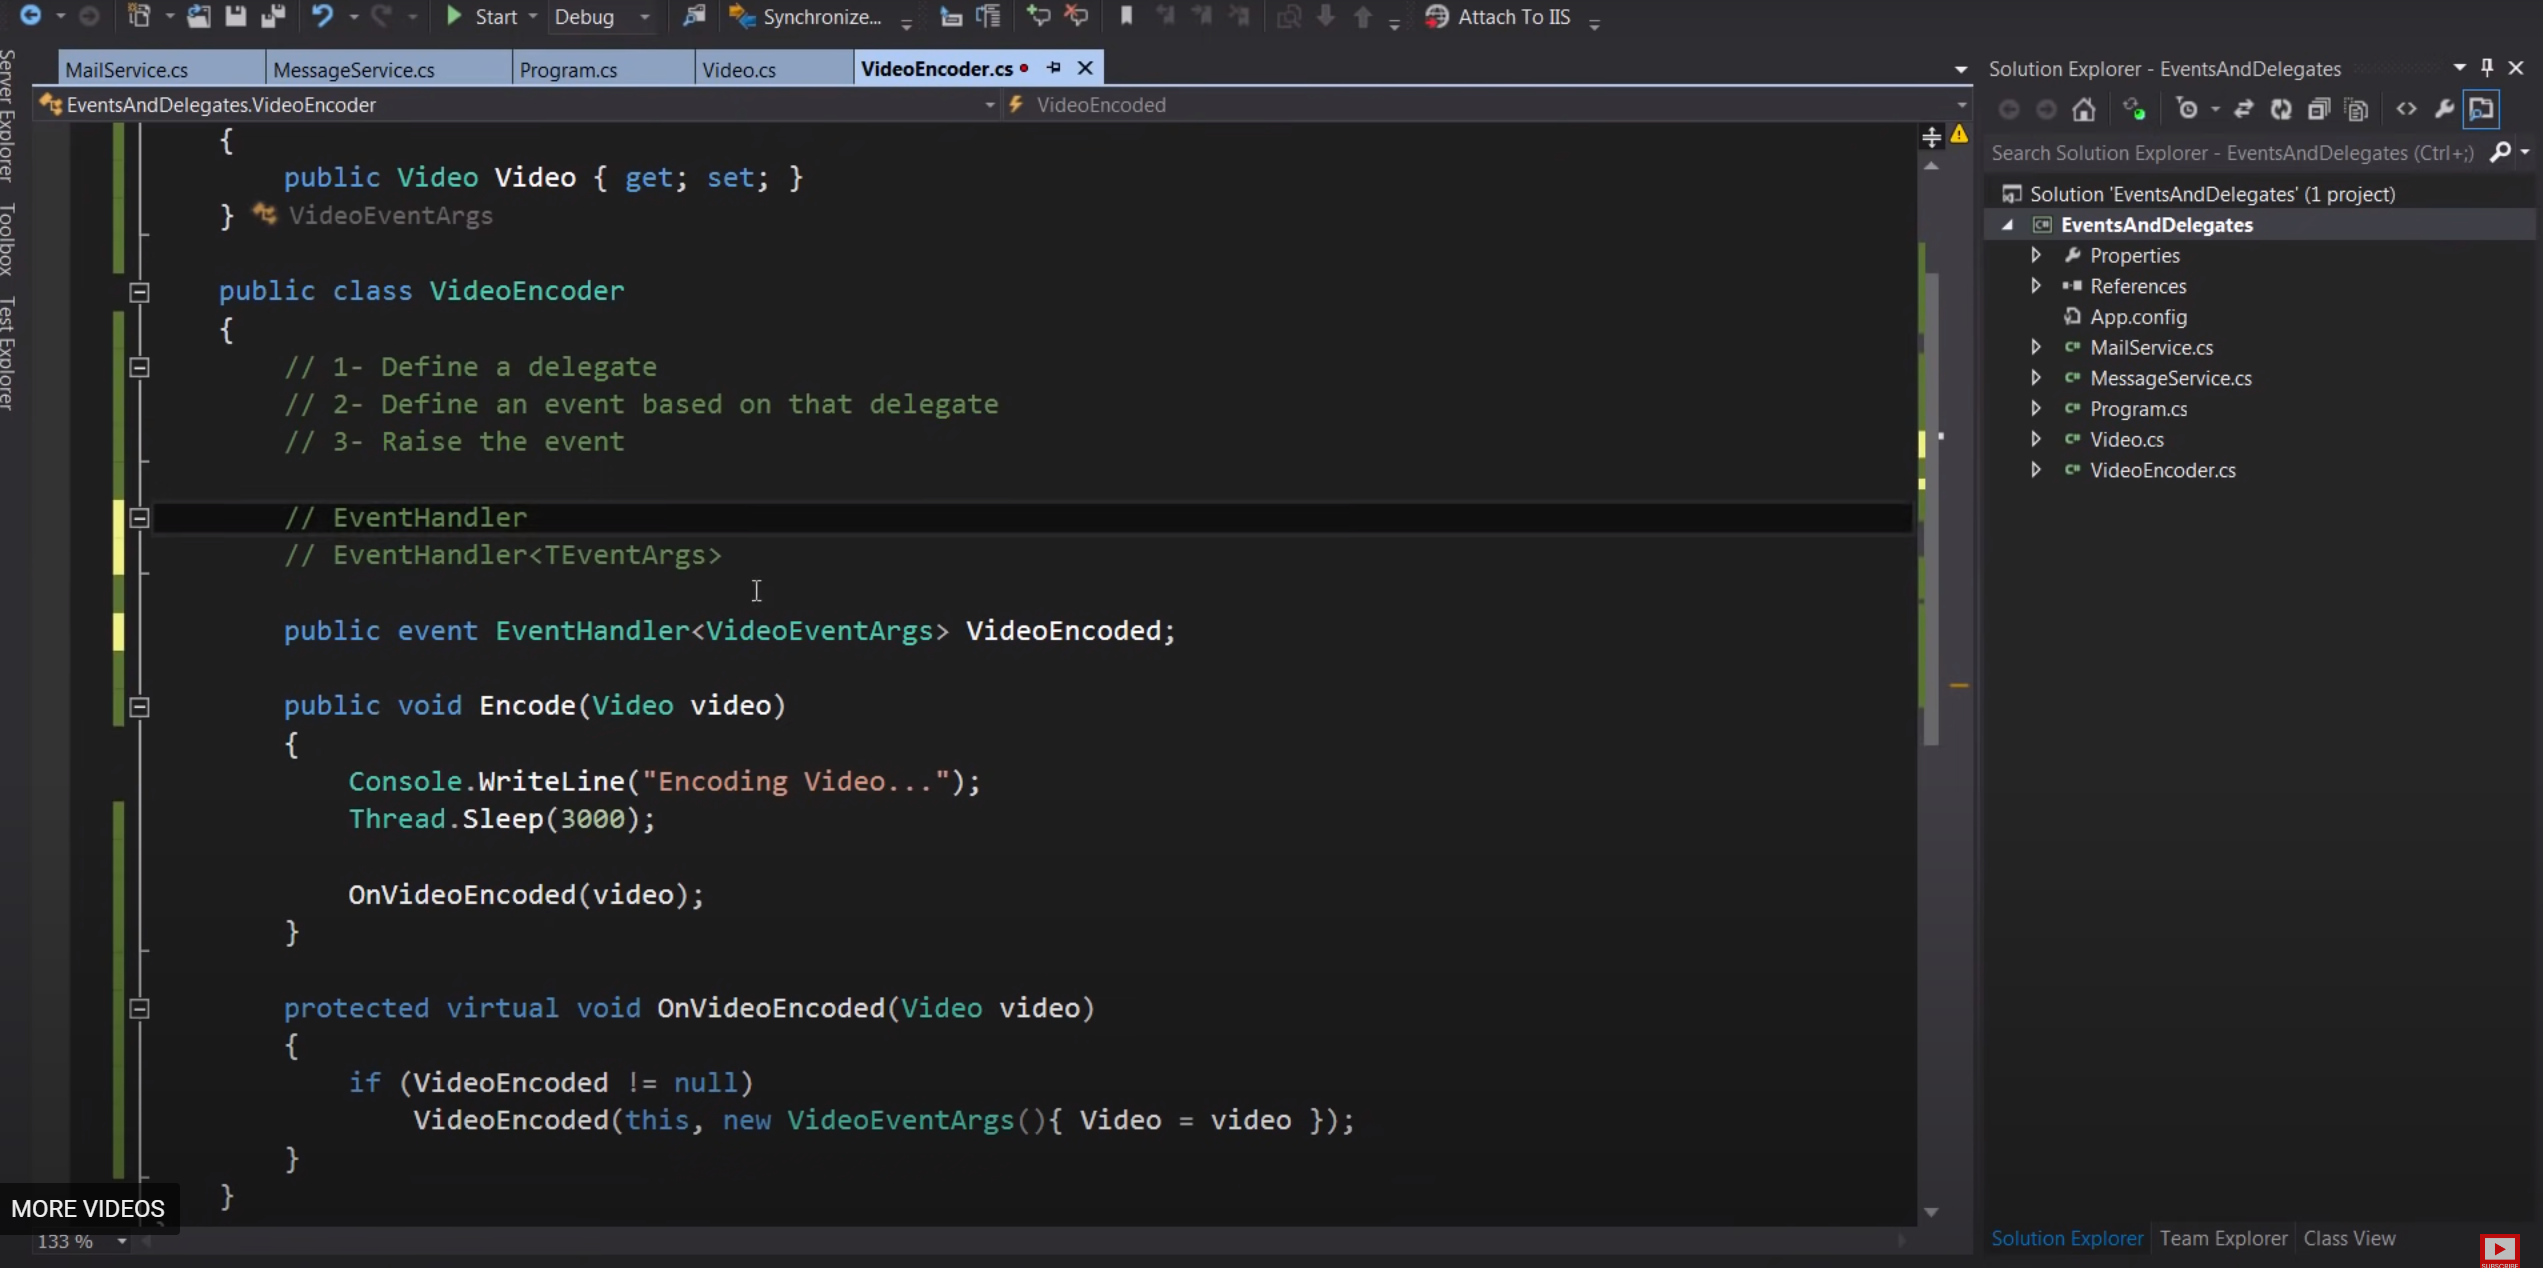 Start
Debug
Synchronize...
Attach To IIS
Server Explorer
Toolbox
Test Explorer
MailService.cs
MessageService.cs
Program.cs
Video.cs
VideoEncoder.cs
EventsAndDelegates.VideoEncoder
VideoEncoded
{
public Video Video { get; set; }
} VideoEventArgs
public class VideoEncoder
{
// 1- Define a delegate
// 2- Define an event based on that delegate
// 3- Raise the event
// EventHandler
// EventHandler<TEventArgs>
public event EventHandler<VideoEventArgs> VideoEncoded;
public void Encode(Video video)
{
Console.WriteLine("Encoding Video...");
Thread.Sleep(3000);
OnVideoEncoded(video);
}
protected virtual void OnVideoEncoded(Video video)
{
if (VideoEncoded != null)
VideoEncoded(this, new VideoEventArgs(){ Video = video });
}
}
MORE VIDEOS
133 %
Solution Explorer - EventsAndDelegates
Search Solution Explorer - EventsAndDelegates (Ctrl+;)
Solution 'EventsAndDelegates' (1 project)
EventsAndDelegates
Properties
References
App.config
MailService.cs
MessageService.cs
Program.cs
Video.cs
VideoEncoder.cs
Solution Explorer
Team Explorer
Class View
SUBSCRIBE